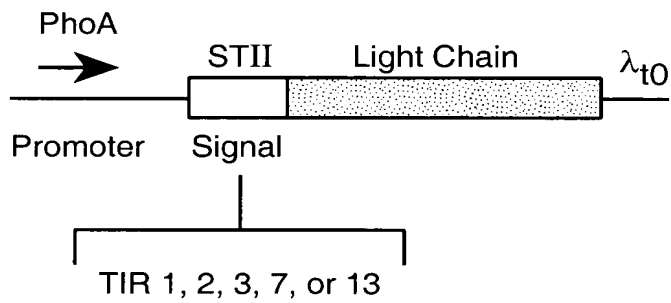 PhoA
STII Light Chain λt0
Promoter Signal
TIR 1, 2, 3, 7, or 13